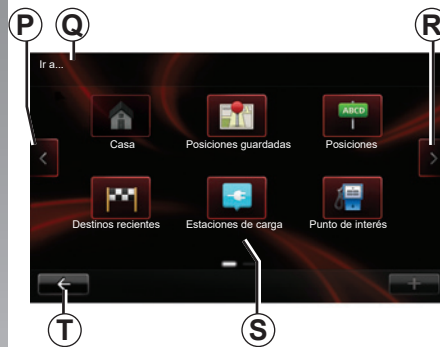 P Q R
Ir a...
ABCD
Casa Posiciones guardadas Posiciones
Destinos recientes Estaciones de carga Punto de interés
T S